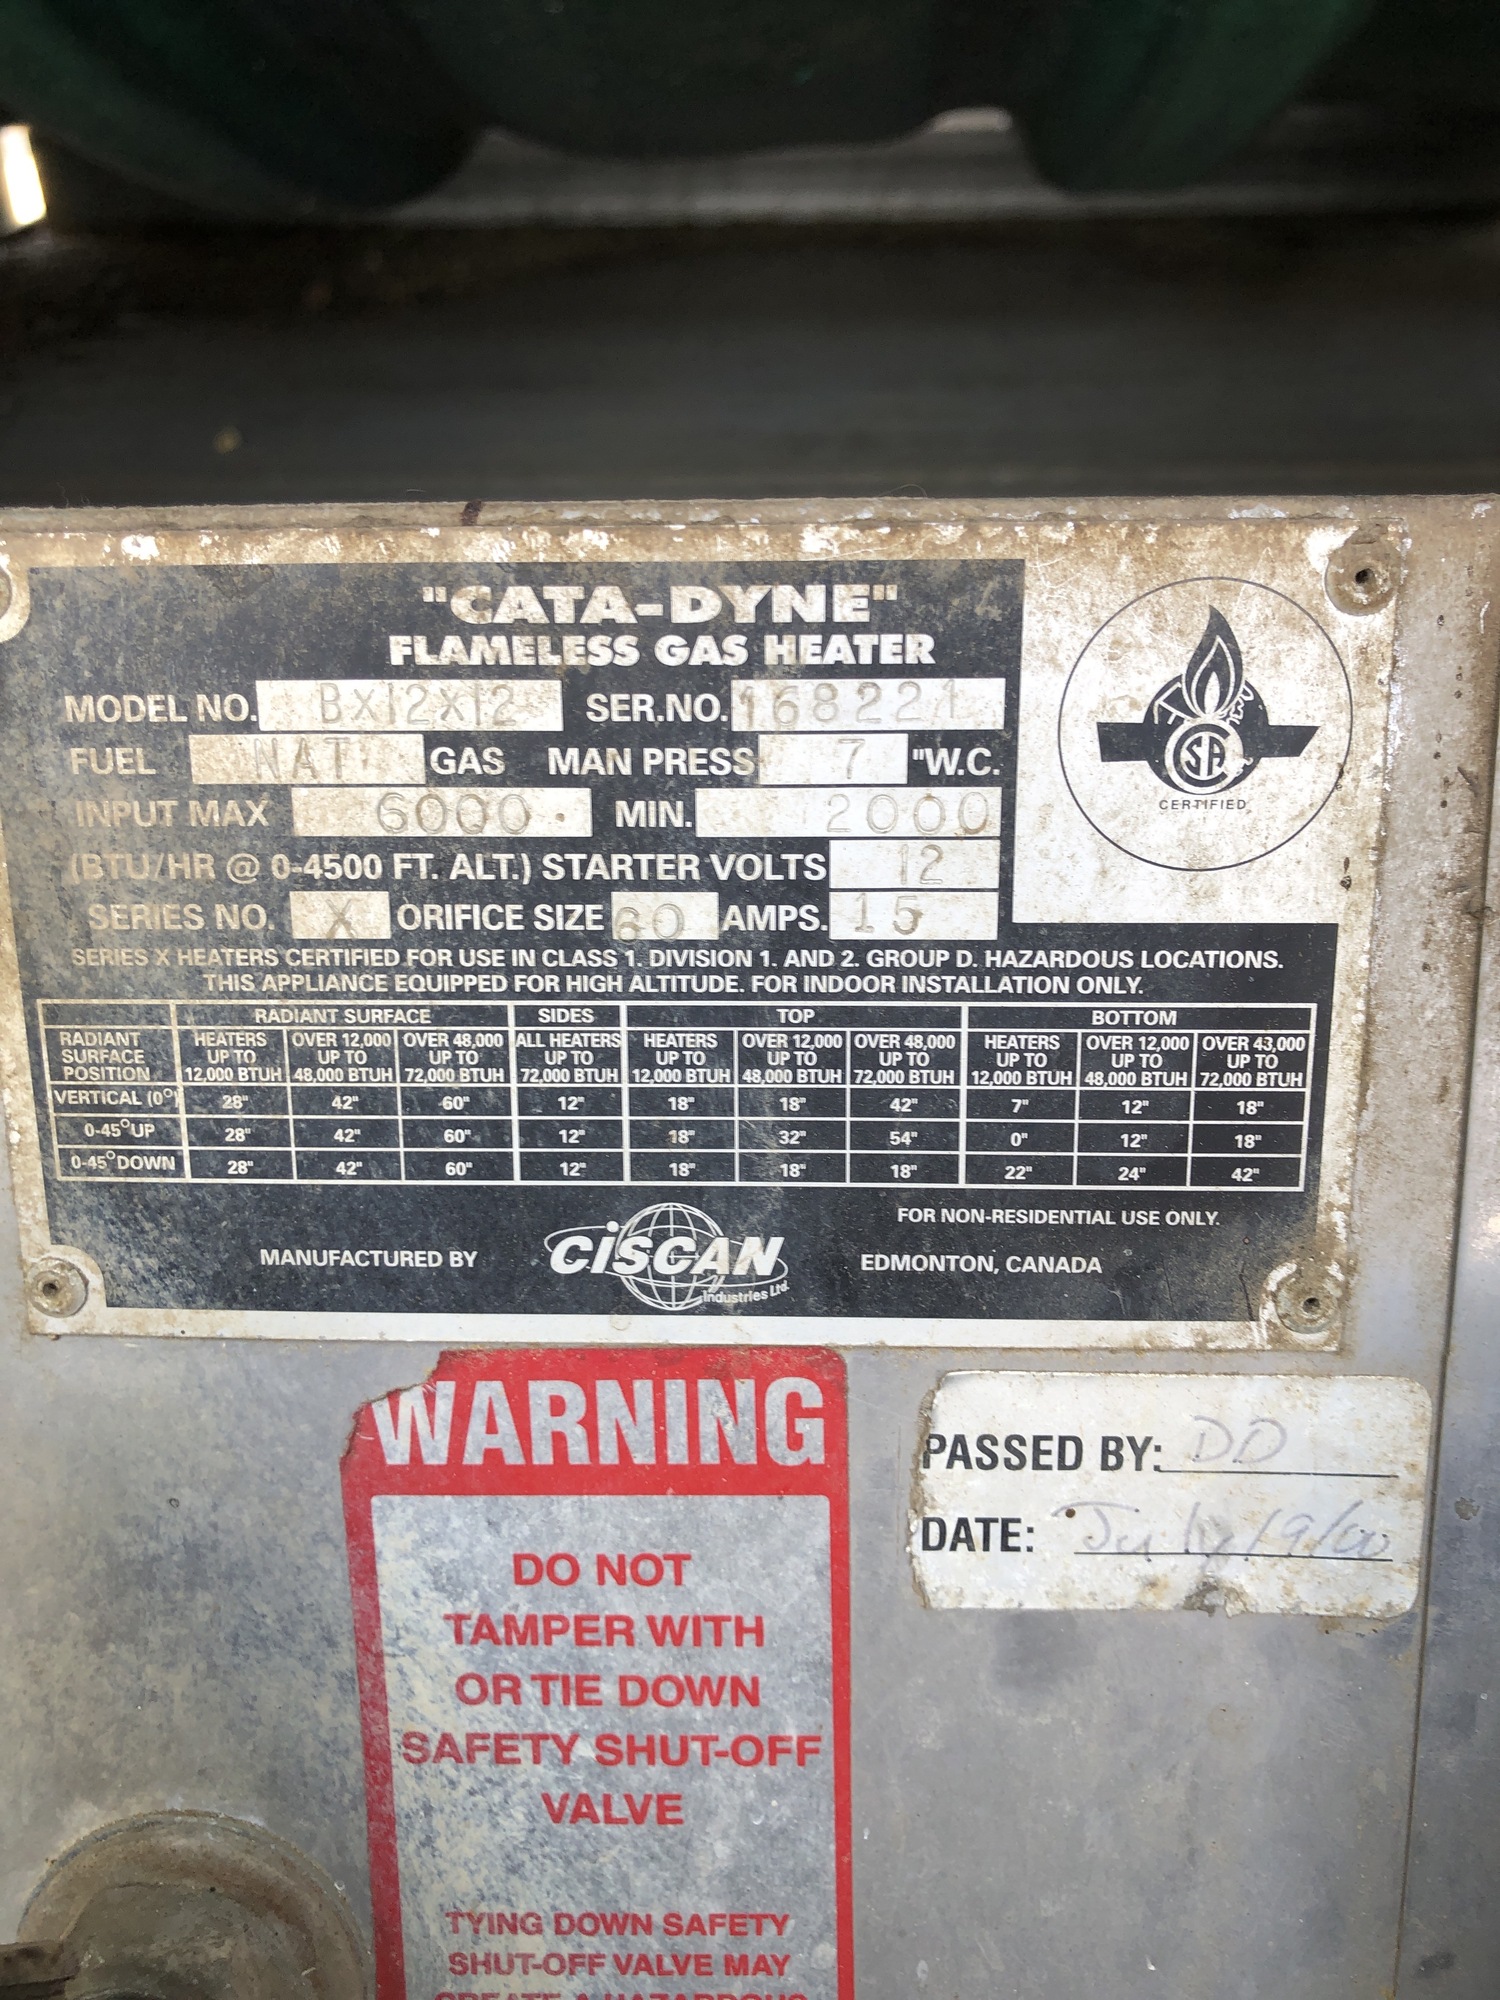 "CATA-DYNE"
FLAMELESS GAS HEATER
MODEL NO. BX12X12 SER.NO. 168221
FUEL NAT GAS MAN PRESS 7 "W.C.
INPUT MAX 6000 MIN. 2000
(BTU/HR @ 0-4500 FT. ALT.) STARTER VOLTS 12
SERIES NO. X ORIFICE SIZE 60 AMPS. 15
CSA
CERTIFIED
SERIES X HEATERS CERTIFIED FOR USE IN CLASS 1. DIVISION 1. AND 2. GROUP D. HAZARDOUS LOCATIONS.
THIS APPLIANCE EQUIPPED FOR HIGH ALTITUDE. FOR INDOOR INSTALLATION ONLY.
RADIANT SURFACE SIDES TOP BOTTOM
RADIANT HEATERS OVER 12,000 OVER 48,000 ALL HEATERS HEATERS OVER 12,000 OVER 48,000 HEATERS OVER 12,000 OVER 43,000
SURFACE UP TO UP TO UP TO UP TO UP TO UP TO UP TO UP TO UP TO UP TO
POSITION 12,000 BTUH 48,000 BTUH 72,000 BTUH 72,000 BTUH 12,000 BTUH 48,000 BTUH 72,000 BTUH 12,000 BTUH 48,000 BTUH 72,000 BTUH
VERTICAL (0°) 28" 42" 60" 12" 18" 18" 42" 7" 12" 18"
0-45° UP 28" 42" 60" 12" 18" 32" 54" 0" 12" 18"
0-45° DOWN 28" 42" 60" 12" 18" 18" 18" 22" 24" 42"
FOR NON-RESIDENTIAL USE ONLY.
MANUFACTURED BY CISCAN Industries Ltd. EDMONTON, CANADA
WARNING
DO NOT
TAMPER WITH
OR TIE DOWN
SAFETY SHUT-OFF
VALVE
TYING DOWN SAFETY
SHUT-OFF VALVE MAY
CREATE A HAZARDOUS
PASSED BY: DD
DATE: July 19/00